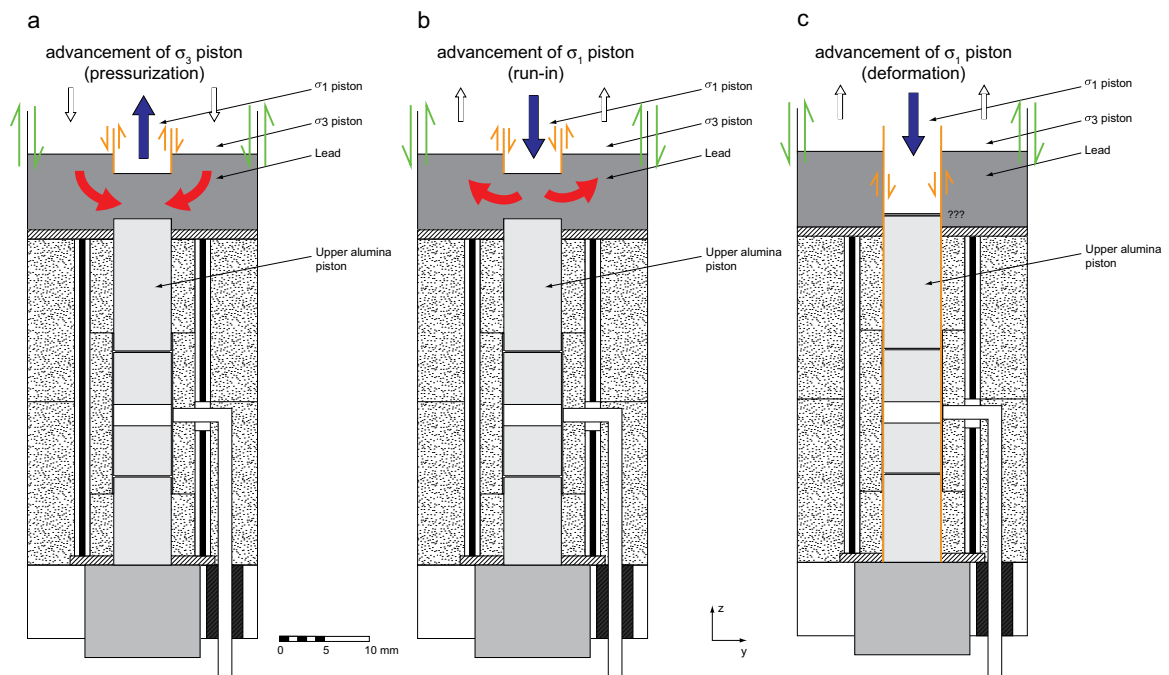 a
advancement of σ3 piston
(pressurization)
σ1 piston
σ3 piston
Lead
Upper alumina
piston
0 5 10 mm
b
advancement of σ1 piston
(run-in)
σ1 piston
σ3 piston
Lead
Upper alumina
piston
z
y
c
advancement of σ1 piston
(deformation)
σ1 piston
σ3 piston
Lead
???
Upper alumina
piston